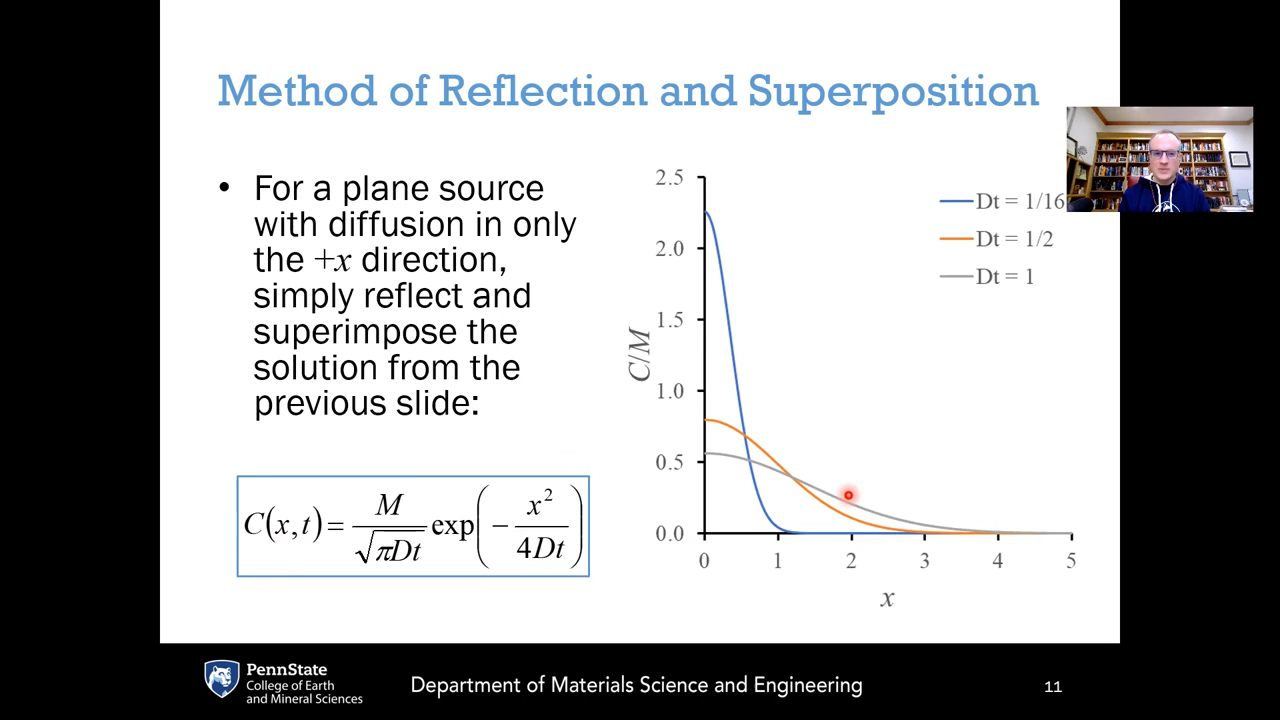 Method of Reflection and Superposition
• For a plane source
with diffusion in only
the +x direction,
simply reflect and
superimpose the
solution from the
previous slide:
C(x,t) = M/√πDt exp(− x²/4Dt)
2.5
2.0
1.5
1.0
0.5
0.0
C/M
0 1 2 3 4 5
x
Dt = 1/16
Dt = 1/2
Dt = 1
PennState
College of Earth
and Mineral Sciences
Department of Materials Science and Engineering
11